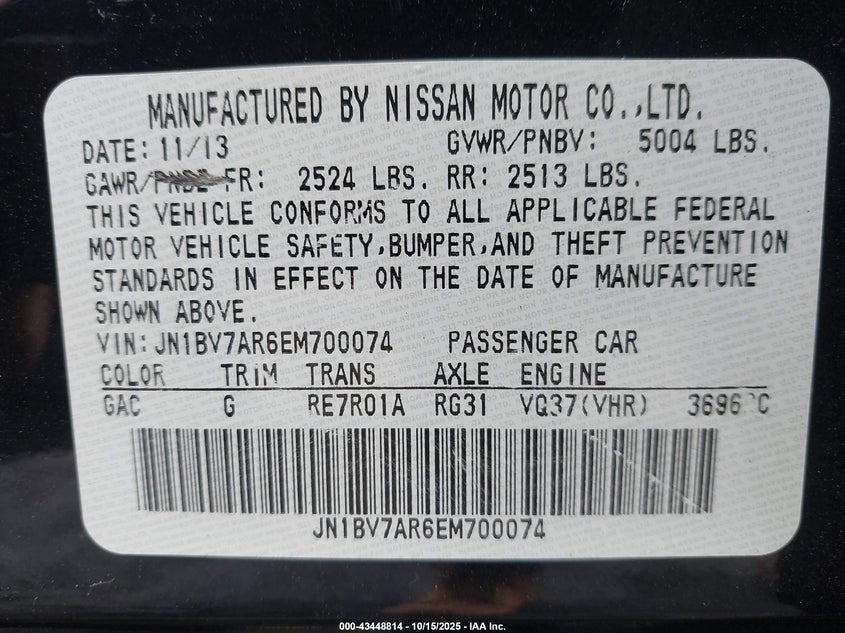 MANUFACTURED BY NISSAN MOTOR CO.,LTD.
DATE: 11/13 GVWR/PNBV: 5004 LBS.
GAWR/PNBE FR: 2524 LBS. RR: 2513 LBS.
THIS VEHICLE CONFORMS TO ALL APPLICABLE FEDERAL
MOTOR VEHICLE SAFETY,BUMPER,AND THEFT PREVENTION
STANDARDS IN EFFECT ON THE DATE OF MANUFACTURE
SHOWN ABOVE.
VIN: JN1BV7AR6EM700074 PASSENGER CAR
COLOR TRIM TRANS AXLE ENGINE
GAC G RE7R01A RG31 VQ37(VHR) 3696 CC
JN1BV7AR6EM700074
000-43448814 - 10/15/2025 - IAA Inc.